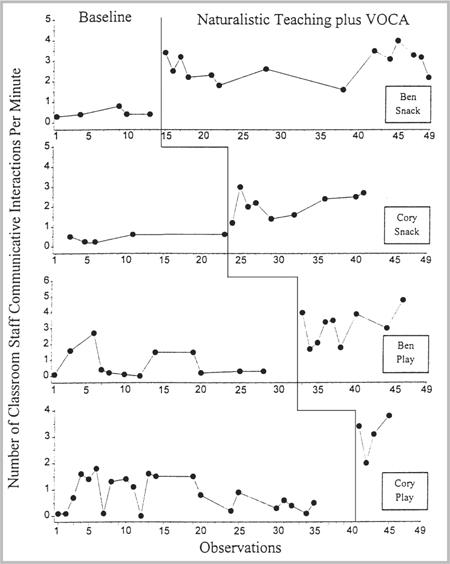 Baseline Naturalistic Teaching plus VOCA
Number of Classroom Staff Communicative Interactions Per Minute
5
4
3
2
1
0
1 5 10 15 20 25 30 35 40 45 49
Ben
Snack
5
4
3
2
1
0
1 5 10 15 20 25 30 35 40 45 49
Cory
Snack
6
5
4
3
2
1
0
1 5 10 15 20 25 30 35 40 45 49
Ben
Play
5
4
3
2
1
0
1 5 10 15 20 25 30 35 40 45 49
Cory
Play
Observations